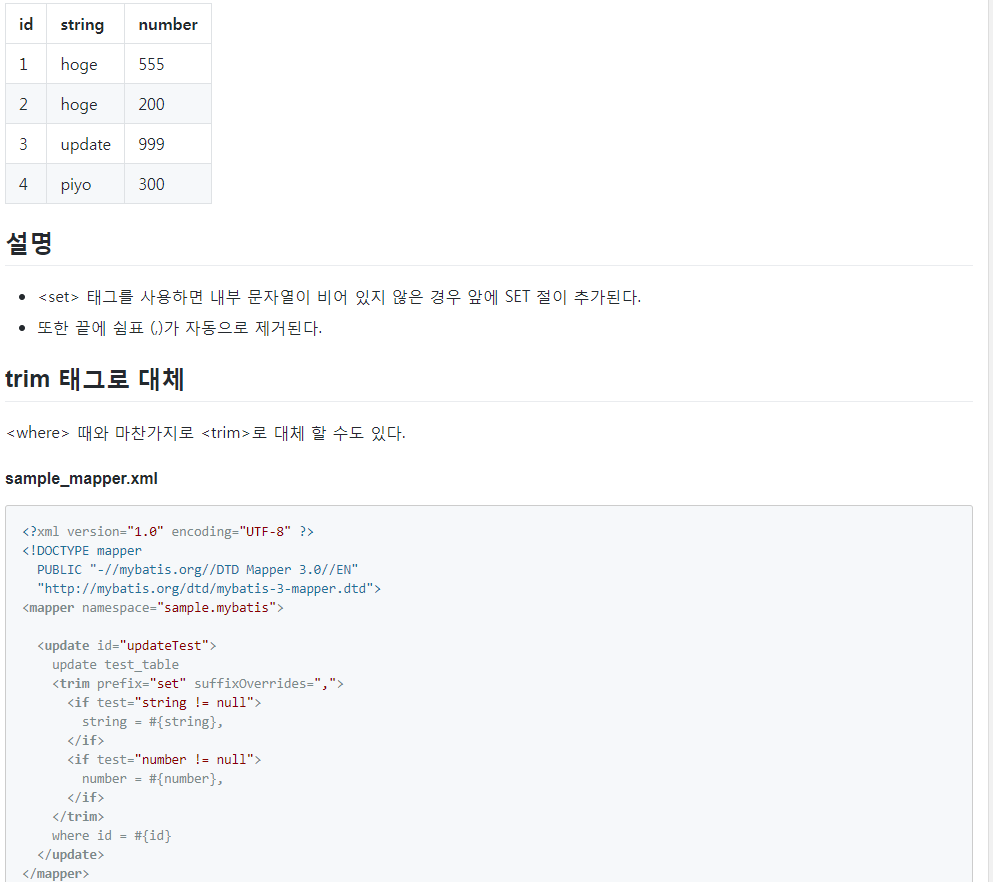 id string number
1 hoge 555
2 hoge 200
3 update 999
4 piyo 300
설명
<set> 태그를 사용하면 내부 문자열이 비어 있지 않은 경우 앞에 SET 절이 추가된다.
또한 끝에 쉼표 (,)가 자동으로 제거된다.
trim 태그로 대체
<where> 때와 마찬가지로 <trim>로 대체 할 수도 있다.
sample_mapper.xml
<?xml version="1.0" encoding="UTF-8" ?>
<!DOCTYPE mapper
  PUBLIC "-//mybatis.org//DTD Mapper 3.0//EN"
  "http://mybatis.org/dtd/mybatis-3-mapper.dtd">
<mapper namespace="sample.mybatis">
  <update id="updateTest">
    update test_table
    <trim prefix="set" suffixOverrides=",">
      <if test="string != null">
        string = #{string},
      </if>
      <if test="number != null">
        number = #{number},
      </if>
    </trim>
    where id = #{id}
  </update>
</mapper>